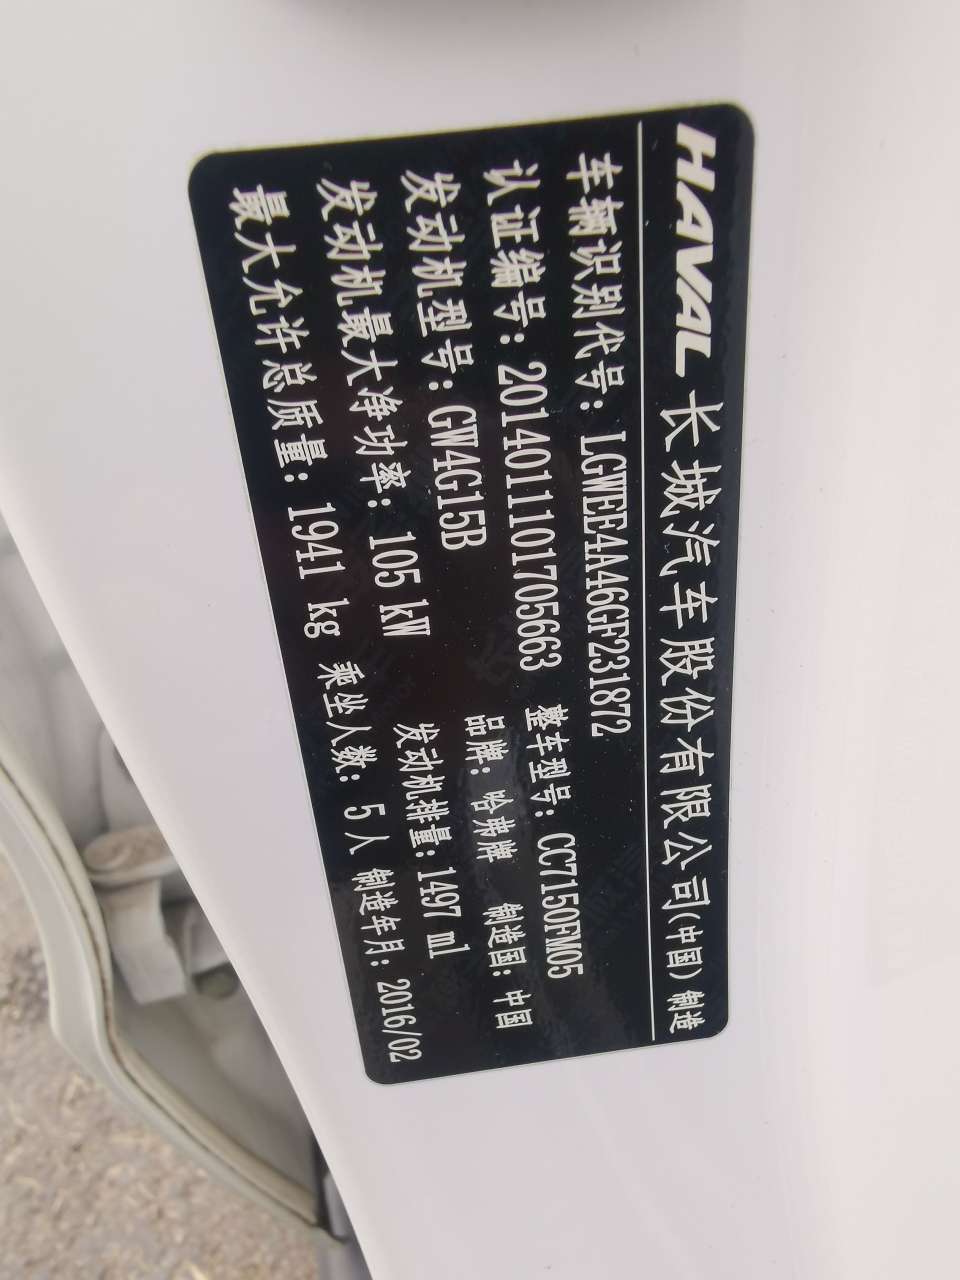 HAVAL 长城汽车股份有限公司(中国) 制造
车辆识别代号: LGWEE4A46GF231872
认证编号: 2014011101705663 整车型号: CC7150FM05
发动机型号: GW4G15B 品牌: 哈弗牌 制造国: 中国
发动机最大净功率: 105 kW 发动机排量: 1497 ml
最大允许总质量: 1941 kg 乘坐人数: 5 人 制造年月: 2016/02